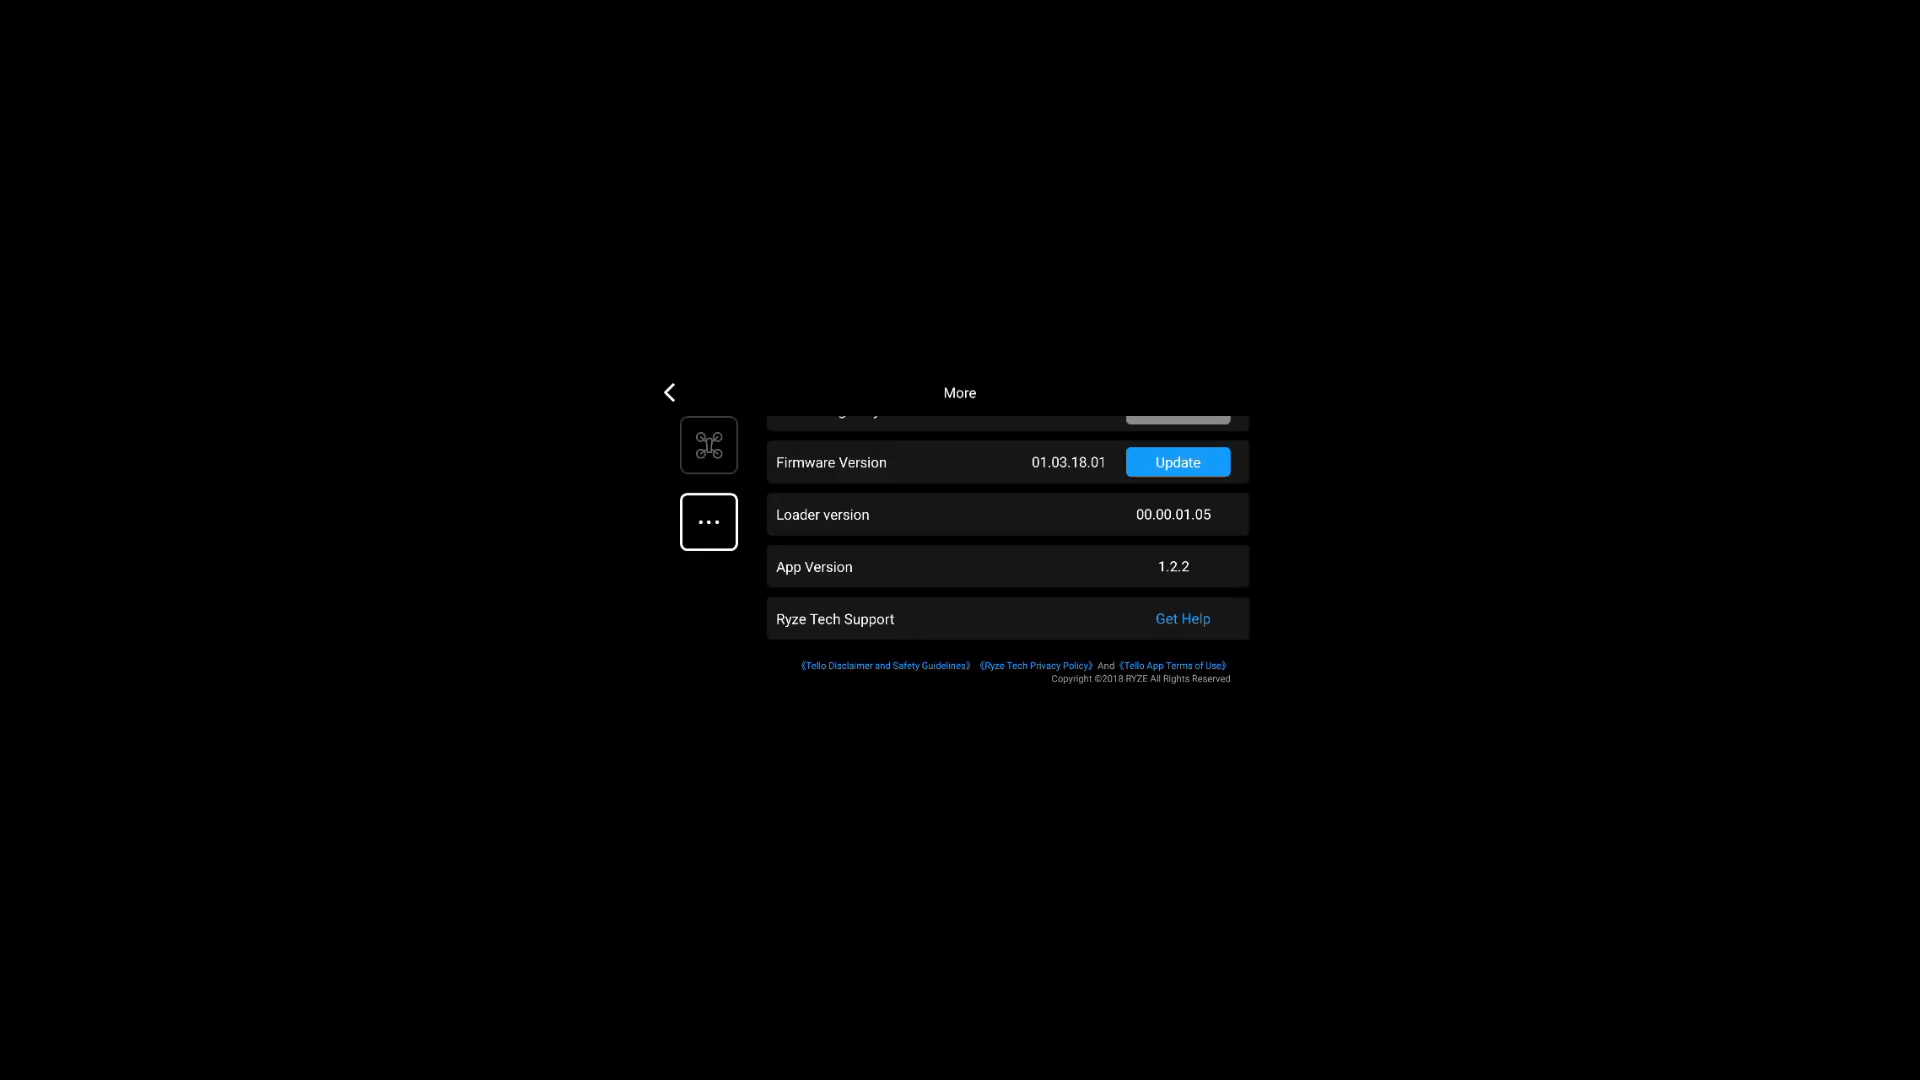 More
Firmware Version 01.03.18.01 Update
Loader version 00.00.01.05
App Version 1.2.2
Ryze Tech Support Get Help
《Tello Disclaimer and Safety Guidelines》 《Ryze Tech Privacy Policy》 And 《Tello App Terms of Use》
Copyright ©2018 RYZE All Rights Reserved